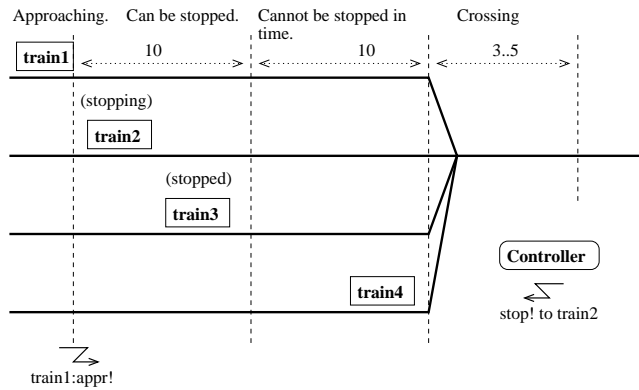 Approaching. Can be stopped. Cannot be stopped in time. Crossing
train1 10 10 3..5
(stopping)
train2
(stopped)
train3
Controller
train4
stop! to train2
train1:appr!